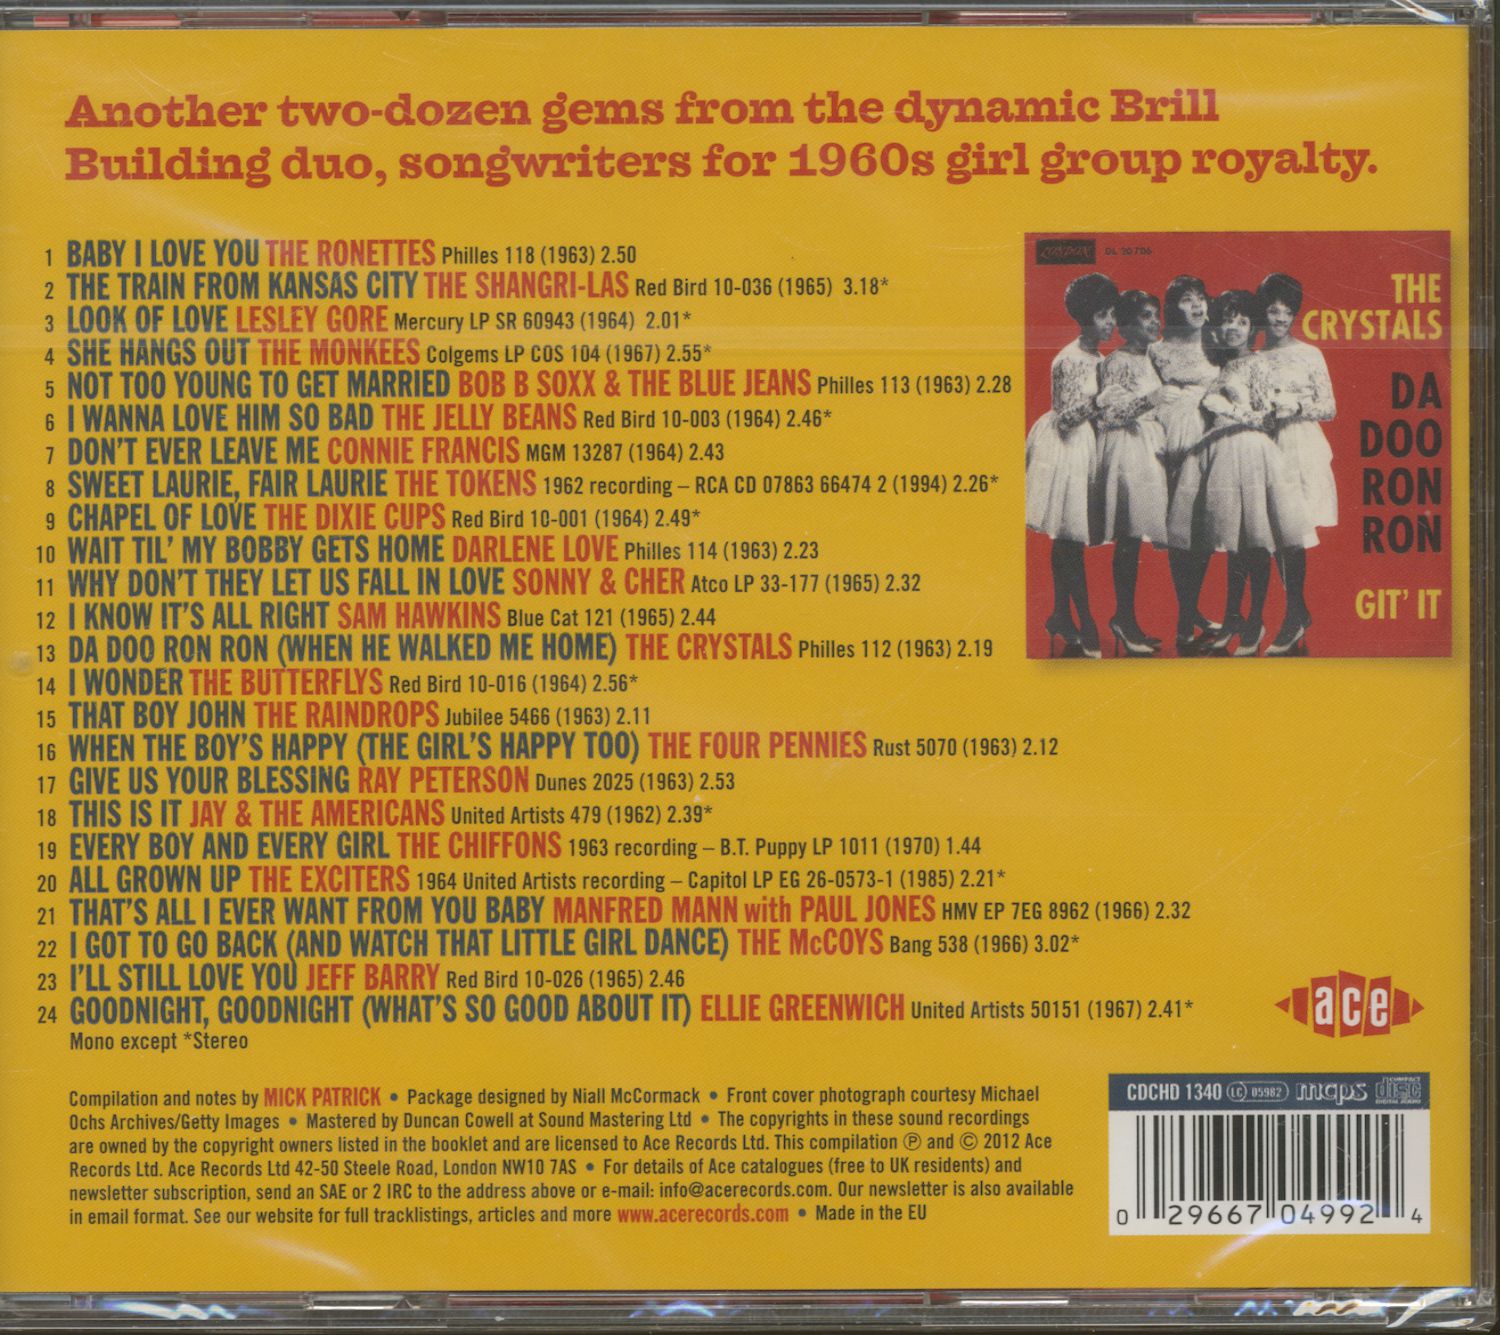 Another two-dozen gems from the dynamic Brill
Building duo, songwriters for 1960s girl group royalty.
1 BABY I LOVE YOU THE RONETTES Philles 118 (1963) 2.50
2 THE TRAIN FROM KANSAS CITY THE SHANGRI-LAS Red Bird 10-036 (1965) 3.18*
3 LOOK OF LOVE LESLEY GORE Mercury LP SR 60943 (1964) 2.01*
4 SHE HANGS OUT THE MONKEES Colgems LP COS 104 (1967) 2.55*
5 NOT TOO YOUNG TO GET MARRIED BOB B SOXX & THE BLUE JEANS Philles 113 (1963) 2.28
6 I WANNA LOVE HIM SO BAD THE JELLY BEANS Red Bird 10-003 (1964) 2.46*
7 DON'T EVER LEAVE ME CONNIE FRANCIS MGM 13287 (1964) 2.43
8 SWEET LAURIE, FAIR LAURIE THE TOKENS 1962 recording – RCA CD 07863 66474 2 (1994) 2.26*
9 CHAPEL OF LOVE THE DIXIE CUPS Red Bird 10-001 (1964) 2.49*
10 WAIT TIL' MY BOBBY GETS HOME DARLENE LOVE Philles 114 (1963) 2.23
11 WHY DON'T THEY LET US FALL IN LOVE SONNY & CHER Atco LP 33-177 (1965) 2.32
12 I KNOW IT'S ALL RIGHT SAM HAWKINS Blue Cat 121 (1965) 2.44
13 DA DOO RON RON (WHEN HE WALKED ME HOME) THE CRYSTALS Philles 112 (1963) 2.19
14 I WONDER THE BUTTERFLYS Red Bird 10-016 (1964) 2.56*
15 THAT BOY JOHN THE RAINDROPS Jubilee 5466 (1963) 2.11
16 WHEN THE BOY'S HAPPY (THE GIRL'S HAPPY TOO) THE FOUR PENNIES Rust 5070 (1963) 2.12
17 GIVE US YOUR BLESSING RAY PETERSON Dunes 2025 (1963) 2.53
18 THIS IS IT JAY & THE AMERICANS United Artists 479 (1962) 2.39*
19 EVERY BOY AND EVERY GIRL THE CHIFFONS 1963 recording – B.T. Puppy LP 1011 (1970) 1.44
20 ALL GROWN UP THE EXCITERS 1964 United Artists recording – Capitol LP EG 26-0573-1 (1985) 2.21*
21 THAT'S ALL I EVER WANT FROM YOU BABY MANFRED MANN with PAUL JONES HMV EP 7EG 8962 (1966) 2.32
22 I GOT TO GO BACK (AND WATCH THAT LITTLE GIRL DANCE) THE McCOYS Bang 538 (1966) 3.02*
23 I'LL STILL LOVE YOU JEFF BARRY Red Bird 10-026 (1965) 2.46
24 GOODNIGHT, GOODNIGHT (WHAT'S SO GOOD ABOUT IT) ELLIE GREENWICH United Artists 50151 (1967) 2.41*
Mono except *Stereo
LONDON DL 20 706
THE
CRYSTALS
DA
DOO
RON
RON
GIT' IT
ace
Compilation and notes by MICK PATRICK • Package designed by Niall McCormack • Front cover photograph courtesy Michael
Ochs Archives/Getty Images • Mastered by Duncan Cowell at Sound Mastering Ltd • The copyrights in these sound recordings
are owned by the copyright owners listed in the booklet and are licensed to Ace Records Ltd. This compilation ℗ and © 2012 Ace
Records Ltd. Ace Records Ltd 42-50 Steele Road, London NW10 7AS • For details of Ace catalogues (free to UK residents) and
newsletter subscription, send an SAE or 2 IRC to the address above or e-mail: info@acerecords.com. Our newsletter is also available
in email format. See our website for full tracklistings, articles and more www.acerecords.com • Made in the EU
CDCHD 1340 LC 05982 mcps COMPACT disc DIGITAL AUDIO
0 29667 04992 4